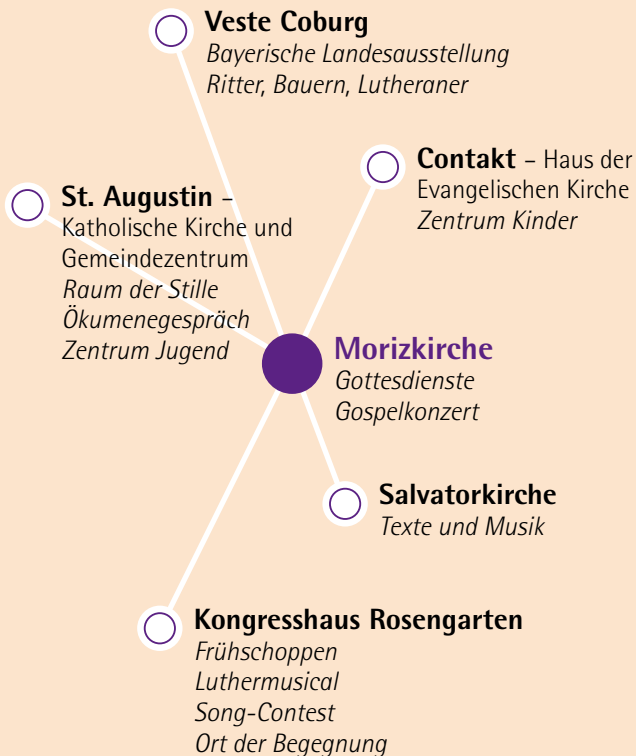 Veste Coburg
Bayerische Landesausstellung
Ritter, Bauern, Lutheraner
Contakt – Haus der
Evangelischen Kirche
Zentrum Kinder
St. Augustin –
Katholische Kirche und
Gemeindezentrum
Raum der Stille
Ökumenegespräch
Zentrum Jugend
Morizkirche
Gottesdienste
Gospelkonzert
Salvatorkirche
Texte und Musik
Kongresshaus Rosengarten
Frühschoppen
Luthermusical
Song-Contest
Ort der Begegnung